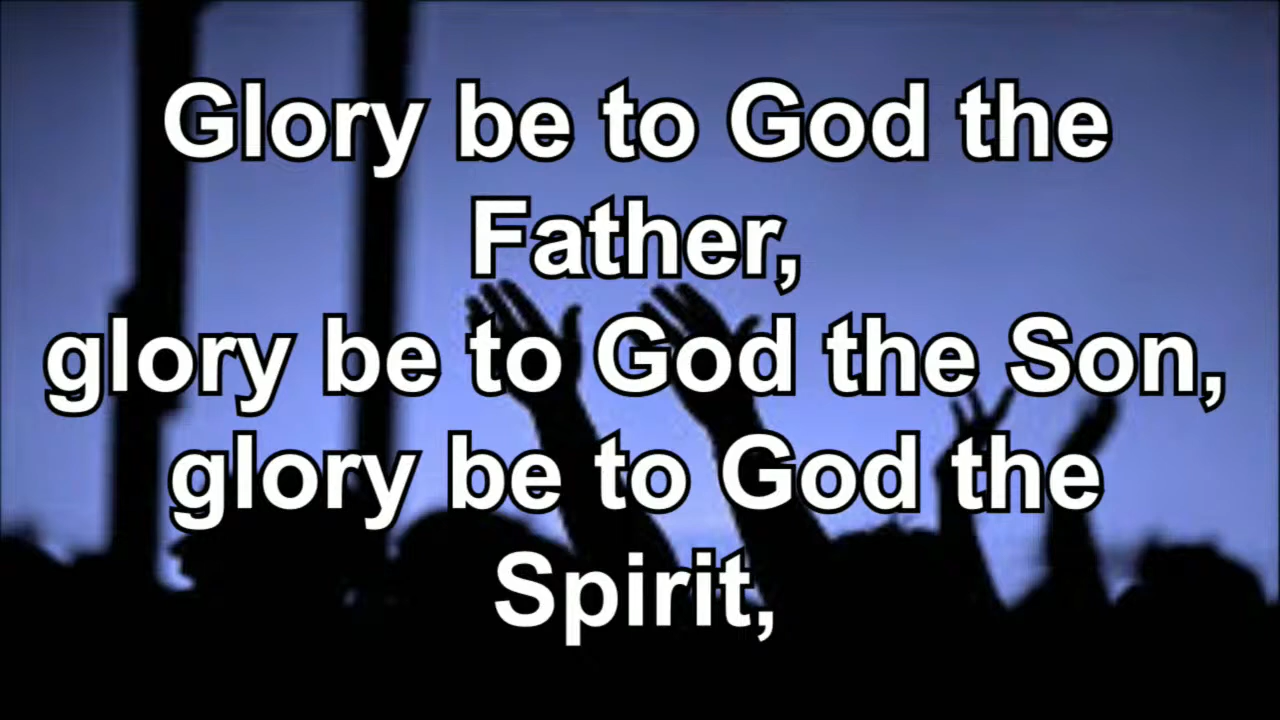 Glory be to God the
Father,
glory be to God the Son,
glory be to God the
Spirit,